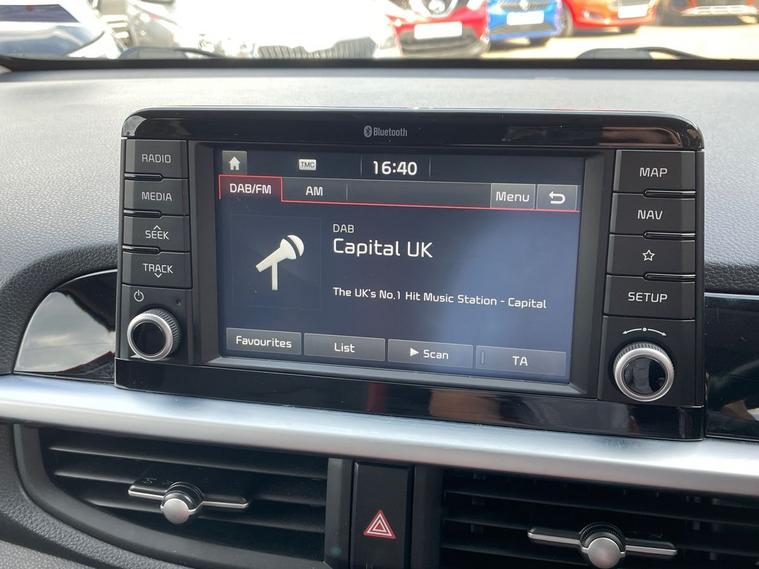 Bluetooth
RADIO
MEDIA
SEEK
TRACK
TMC
16:40
DAB/FM
AM
Menu
DAB
Capital UK
The UK's No.1 Hit Music Station - Capital
Favourites
List
Scan
TA
MAP
NAV
SETUP